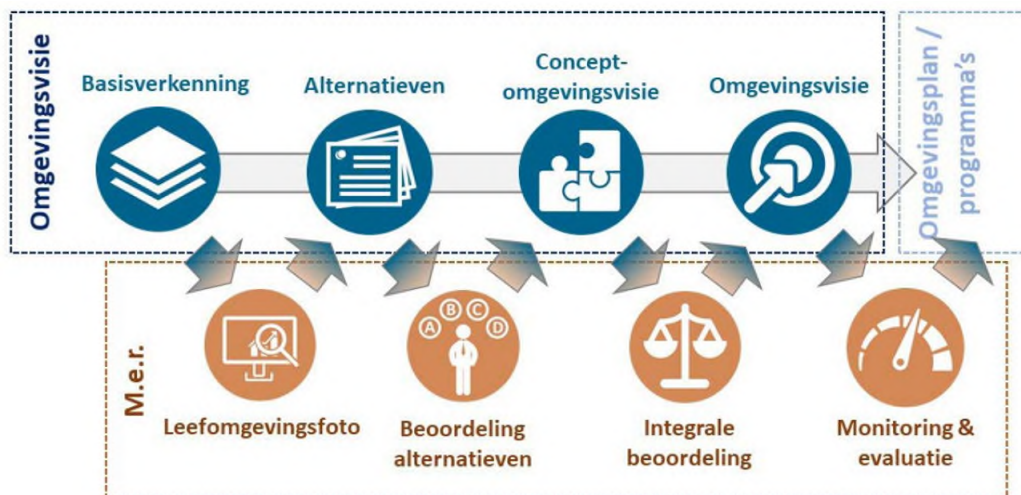 Omgevingsvisie
Basisverkenning
Alternatieven
Concept-
omgevingsvisie
Omgevingsvisie
Omgevingsplan /
programma's
M.e.r.
A
B
C
D
Leefomgevingsfoto
Beoordeling
alternatieven
Integrale
beoordeling
Monitoring &
evaluatie